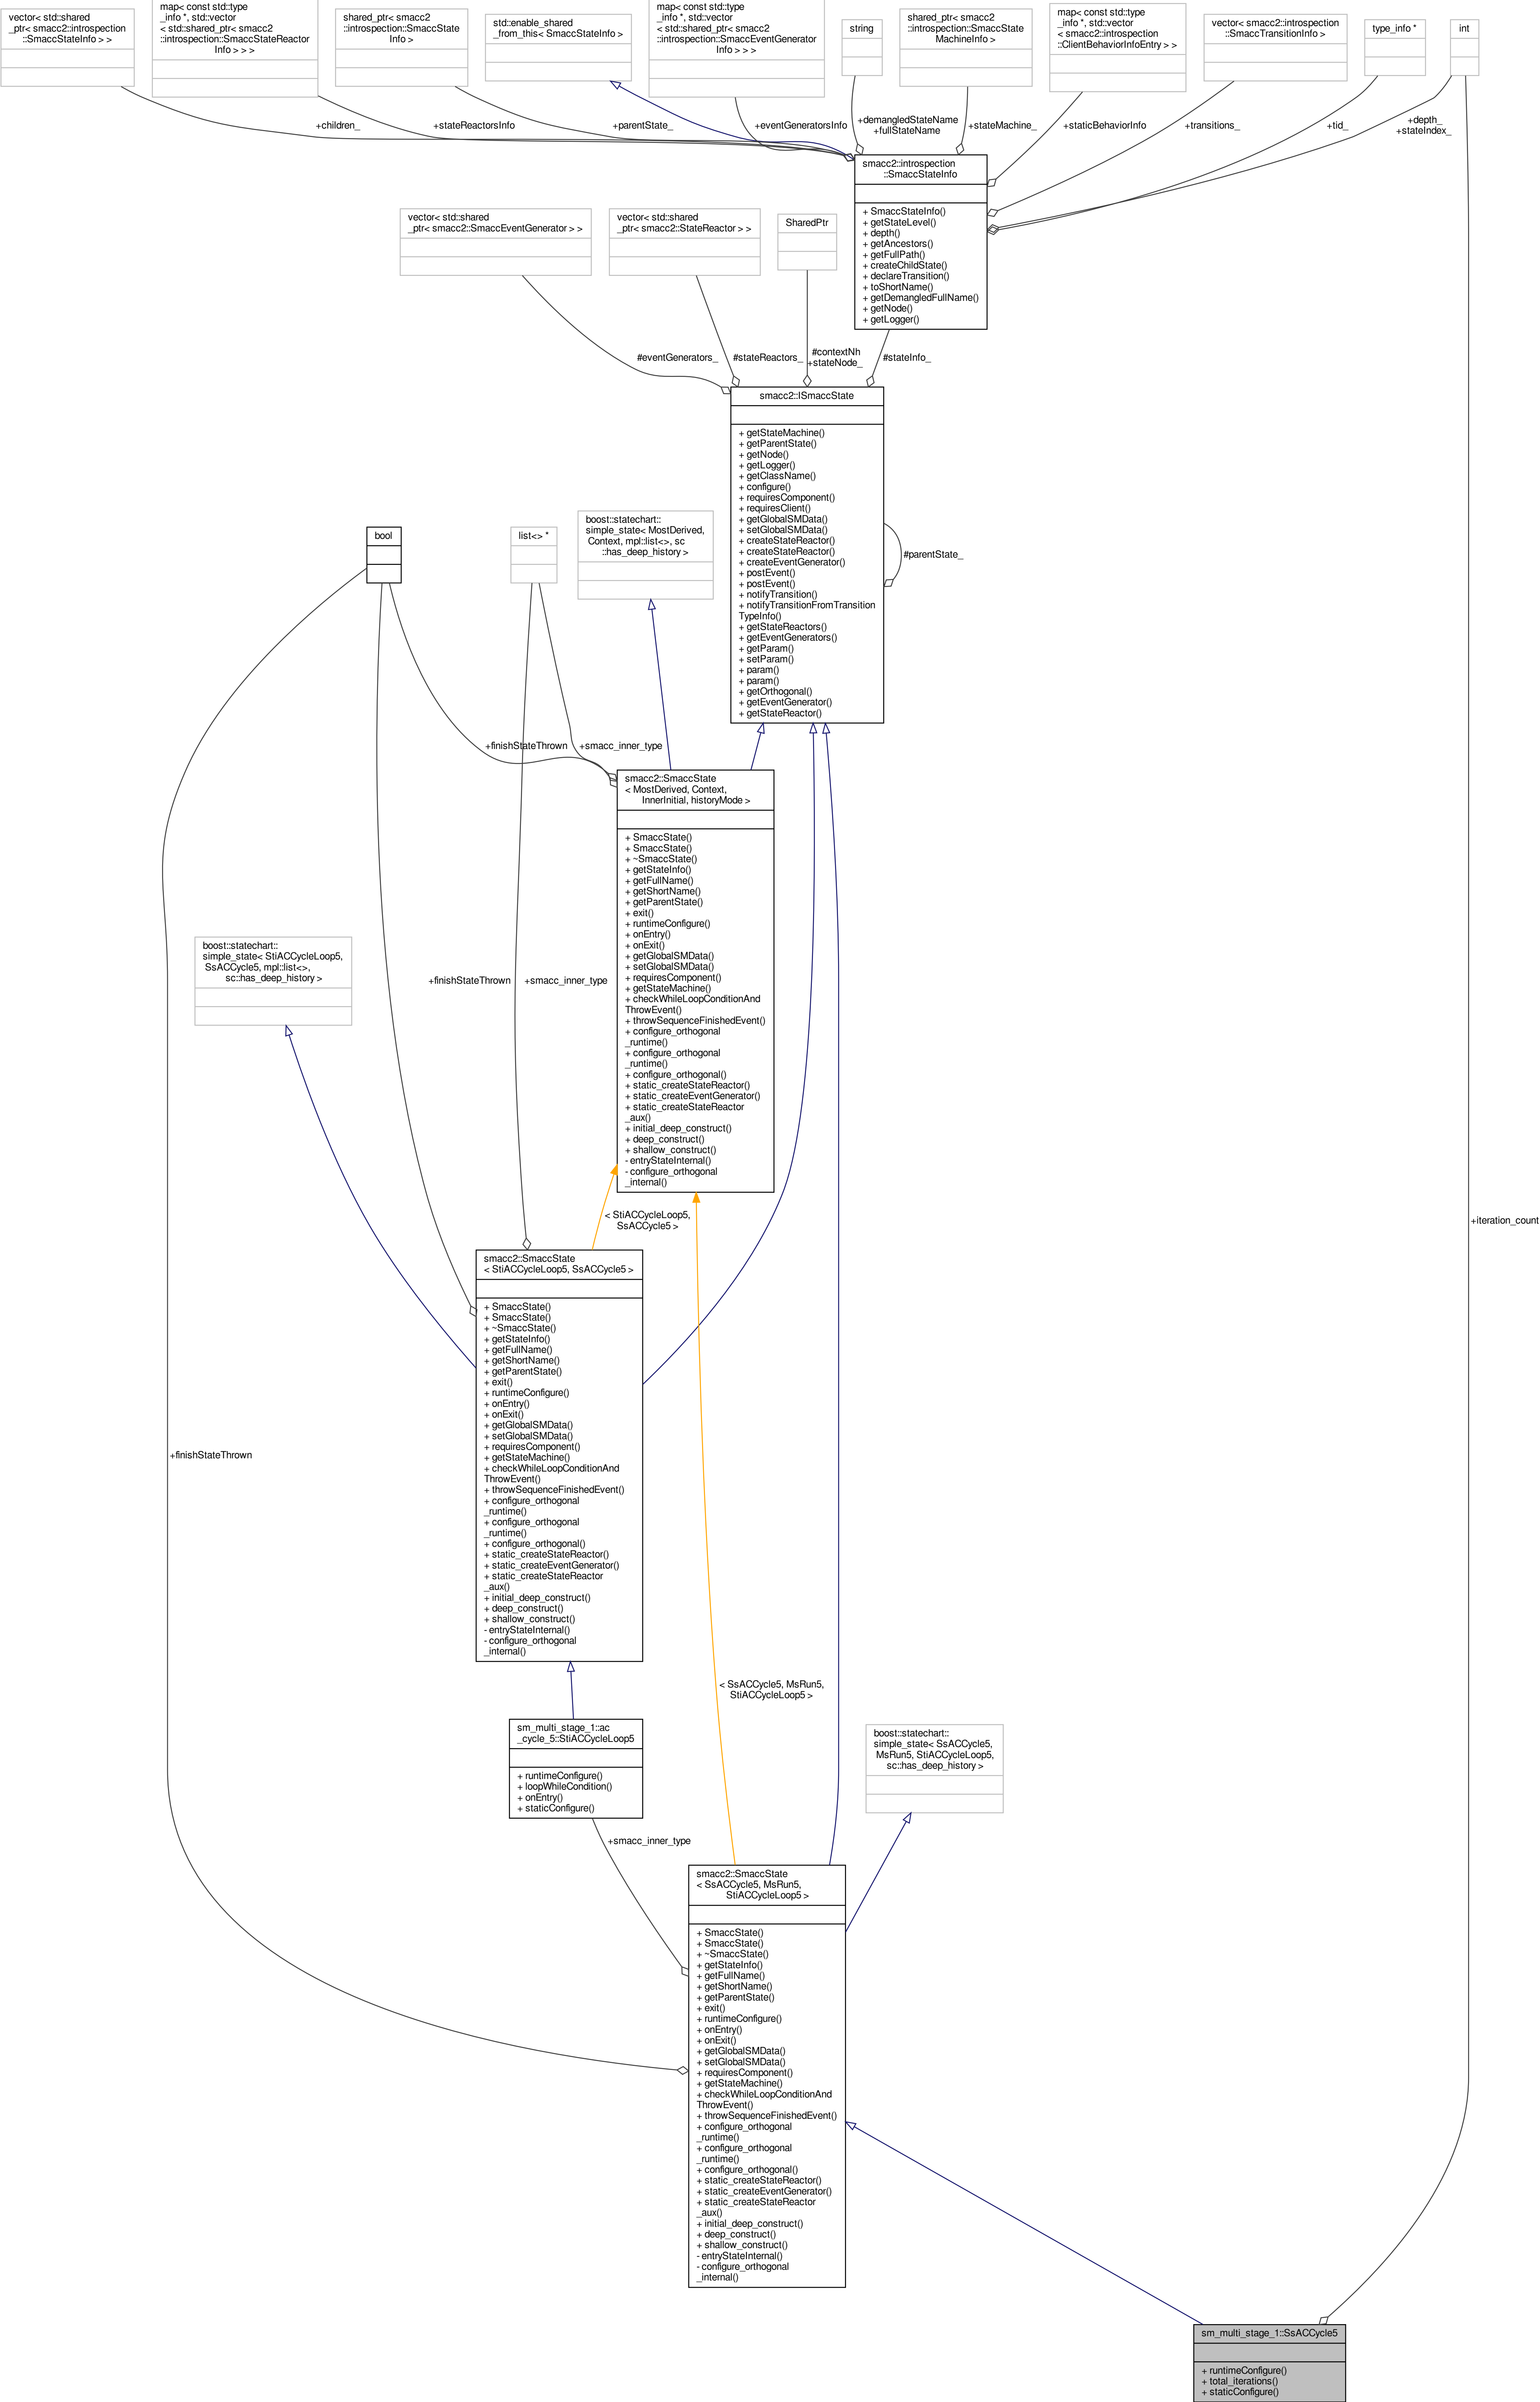 vector< std::shared
_ptr< smacc2::introspection
::SmaccStateInfo > >
map< const std::type
_info *, std::vector
< std::shared_ptr< smacc2
::introspection::SmaccStateReactor
Info > > >
shared_ptr< smacc2
::introspection::SmaccState
Info >
std::enable_shared
_from_this< SmaccStateInfo >
map< const std::type
_info *, std::vector
< std::shared_ptr< smacc2
::introspection::SmaccEventGenerator
Info > > >
string
shared_ptr< smacc2
::introspection::SmaccState
MachineInfo >
map< const std::type
_info *, std::vector
< smacc2::introspection
::ClientBehaviorInfoEntry > >
vector< smacc2::introspection
::SmaccTransitionInfo >
type_info *
int
+children_
+stateReactorsInfo
+parentState_
+eventGeneratorsInfo
+demangledStateName
+fullStateName
+stateMachine_
+staticBehaviorInfo
+transitions_
+tid_
+depth_
+stateIndex_
smacc2::introspection
::SmaccStateInfo
+ SmaccStateInfo()
+ getStateLevel()
+ depth()
+ getAncestors()
+ getFullPath()
+ createChildState()
+ declareTransition()
+ toShortName()
+ getDemangledFullName()
+ getNode()
+ getLogger()
vector< std::shared
_ptr< smacc2::SmaccEventGenerator > >
vector< std::shared
_ptr< smacc2::StateReactor > >
SharedPtr
#eventGenerators_
#stateReactors_
#contextNh
+stateNode_
#stateInfo_
smacc2::ISmaccState
+ getStateMachine()
+ getParentState()
+ getNode()
+ getLogger()
+ getClassName()
+ configure()
+ requiresComponent()
+ requiresClient()
+ getGlobalSMData()
+ setGlobalSMData()
+ createStateReactor()
+ createStateReactor()
+ createEventGenerator()
+ postEvent()
+ postEvent()
+ notifyTransition()
+ notifyTransitionFromTransition
TypeInfo()
+ getStateReactors()
+ getEventGenerators()
+ getParam()
+ setParam()
+ param()
+ param()
+ getOrthogonal()
+ getEventGenerator()
+ getStateReactor()
#parentState_
bool
list<> *
boost::statechart::
simple_state< MostDerived,
Context, mpl::list<>, sc
::has_deep_history >
+finishStateThrown
+smacc_inner_type
smacc2::SmaccState
< MostDerived, Context,
InnerInitial, historyMode >
+ SmaccState()
+ SmaccState()
+ ~SmaccState()
+ getStateInfo()
+ getFullName()
+ getShortName()
+ getParentState()
+ exit()
+ runtimeConfigure()
+ onEntry()
+ onExit()
+ getGlobalSMData()
+ setGlobalSMData()
+ requiresComponent()
+ getStateMachine()
+ checkWhileLoopConditionAnd
ThrowEvent()
+ throwSequenceFinishedEvent()
+ configure_orthogonal
_runtime()
+ configure_orthogonal
_runtime()
+ configure_orthogonal()
+ static_createStateReactor()
+ static_createEventGenerator()
+ static_createStateReactor
_aux()
+ initial_deep_construct()
+ deep_construct()
+ shallow_construct()
- entryStateInternal()
- configure_orthogonal
_internal()
boost::statechart::
simple_state< StiACCycleLoop5,
SsACCycle5, mpl::list<>,
sc::has_deep_history >
+finishStateThrown
+smacc_inner_type
< StiACCycleLoop5,
SsACCycle5 >
+iteration_count
smacc2::SmaccState
< StiACCycleLoop5, SsACCycle5 >
+ SmaccState()
+ SmaccState()
+ ~SmaccState()
+ getStateInfo()
+ getFullName()
+ getShortName()
+ getParentState()
+ exit()
+ runtimeConfigure()
+ onEntry()
+ onExit()
+ getGlobalSMData()
+ setGlobalSMData()
+ requiresComponent()
+ getStateMachine()
+ checkWhileLoopConditionAnd
ThrowEvent()
+ throwSequenceFinishedEvent()
+ configure_orthogonal
_runtime()
+ configure_orthogonal
_runtime()
+ configure_orthogonal()
+ static_createStateReactor()
+ static_createEventGenerator()
+ static_createStateReactor
_aux()
+ initial_deep_construct()
+ deep_construct()
+ shallow_construct()
- entryStateInternal()
- configure_orthogonal
_internal()
+finishStateThrown
< SsACCycle5, MsRun5,
StiACCycleLoop5 >
sm_multi_stage_1::ac
_cycle_5::StiACCycleLoop5
+ runtimeConfigure()
+ loopWhileCondition()
+ onEntry()
+ staticConfigure()
boost::statechart::
simple_state< SsACCycle5,
MsRun5, StiACCycleLoop5,
sc::has_deep_history >
+smacc_inner_type
smacc2::SmaccState
< SsACCycle5, MsRun5,
StiACCycleLoop5 >
+ SmaccState()
+ SmaccState()
+ ~SmaccState()
+ getStateInfo()
+ getFullName()
+ getShortName()
+ getParentState()
+ exit()
+ runtimeConfigure()
+ onEntry()
+ onExit()
+ getGlobalSMData()
+ setGlobalSMData()
+ requiresComponent()
+ getStateMachine()
+ checkWhileLoopConditionAnd
ThrowEvent()
+ throwSequenceFinishedEvent()
+ configure_orthogonal
_runtime()
+ configure_orthogonal
_runtime()
+ configure_orthogonal()
+ static_createStateReactor()
+ static_createEventGenerator()
+ static_createStateReactor
_aux()
+ initial_deep_construct()
+ deep_construct()
+ shallow_construct()
- entryStateInternal()
- configure_orthogonal
_internal()
sm_multi_stage_1::SsACCycle5
+ runtimeConfigure()
+ total_iterations()
+ staticConfigure()